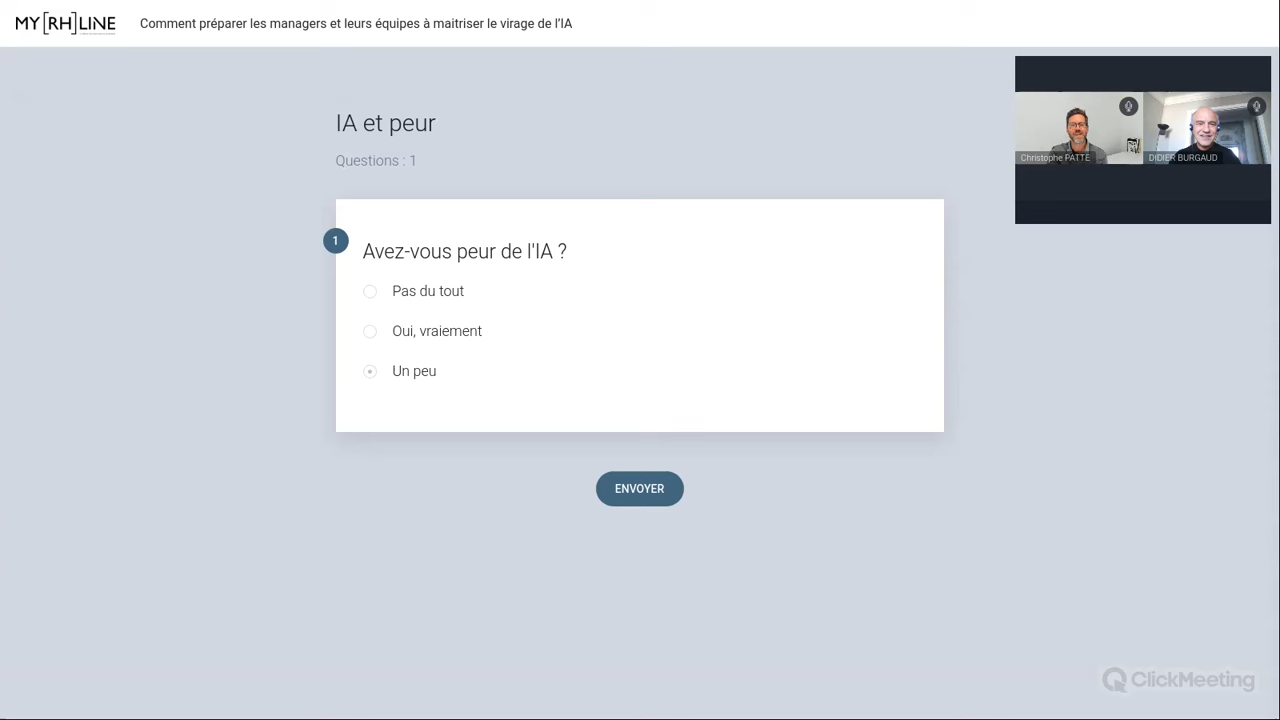 MY[RH]LINE
Comment préparer les managers et leurs équipes à maitriser le virage de l'IA
IA et peur
Questions : 1
1
Avez-vous peur de l'IA ?
Pas du tout
Oui, vraiment
Un peu
ENVOYER
Christophe PATTE
DIDIER BURGAUD
ClickMeeting